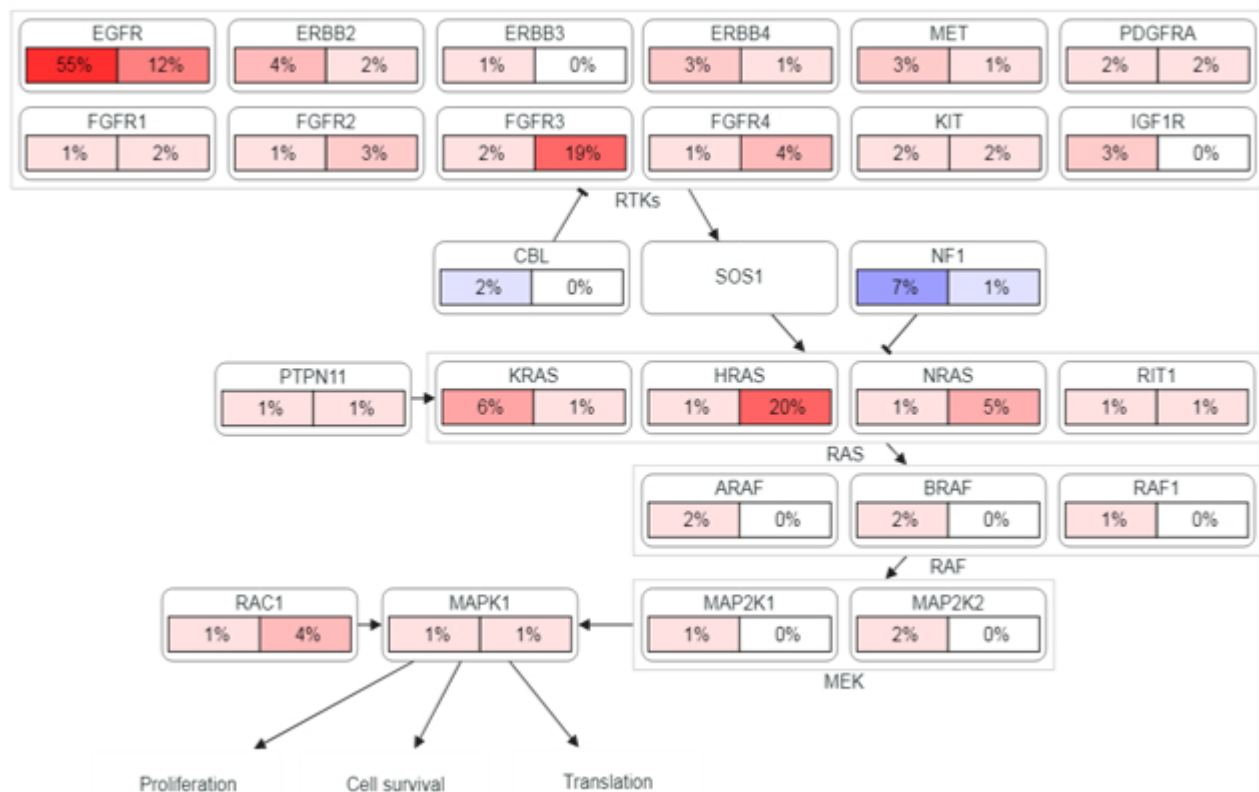 EGFR ERBB2 ERBB3 ERBB4 MET PDGFRA
55% 12% 4% 2% 1% 0% 3% 1% 3% 1% 2% 2%
FGFR1 FGFR2 FGFR3 FGFR4 KIT IGF1R
1% 2% 1% 3% 2% 19% 1% 4% 2% 2% 3% 0%
RTKs
CBL SOS1 NF1
2% 0% 7% 1%
PTPN11 KRAS HRAS NRAS RIT1
1% 1% 6% 1% 1% 20% 1% 5% 1% 1%
RAS
ARAF BRAF RAF1
2% 0% 2% 0% 1% 0%
RAF
RAC1 MAPK1 MAP2K1 MAP2K2
1% 4% 1% 1% 1% 0% 2% 0%
MEK
Proliferation Cell survival Translation